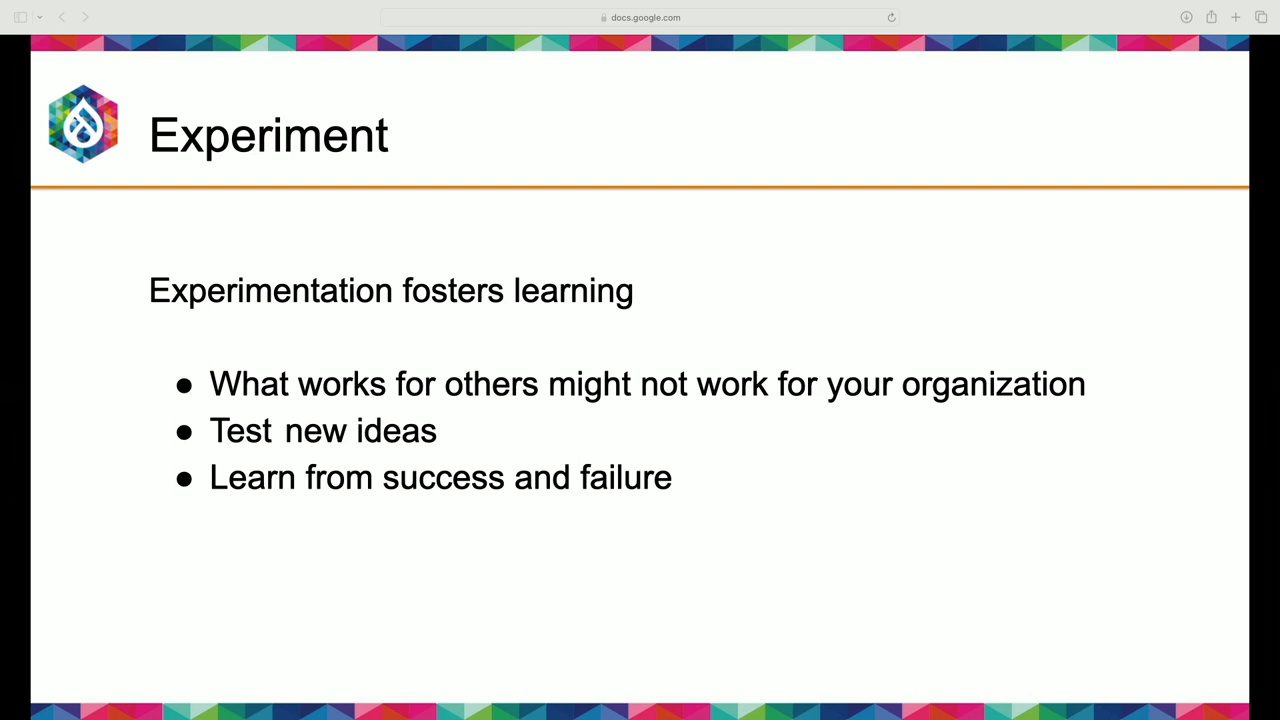 docs.google.com
Experiment
Experimentation fosters learning
● What works for others might not work for your organization
● Test new ideas
● Learn from success and failure